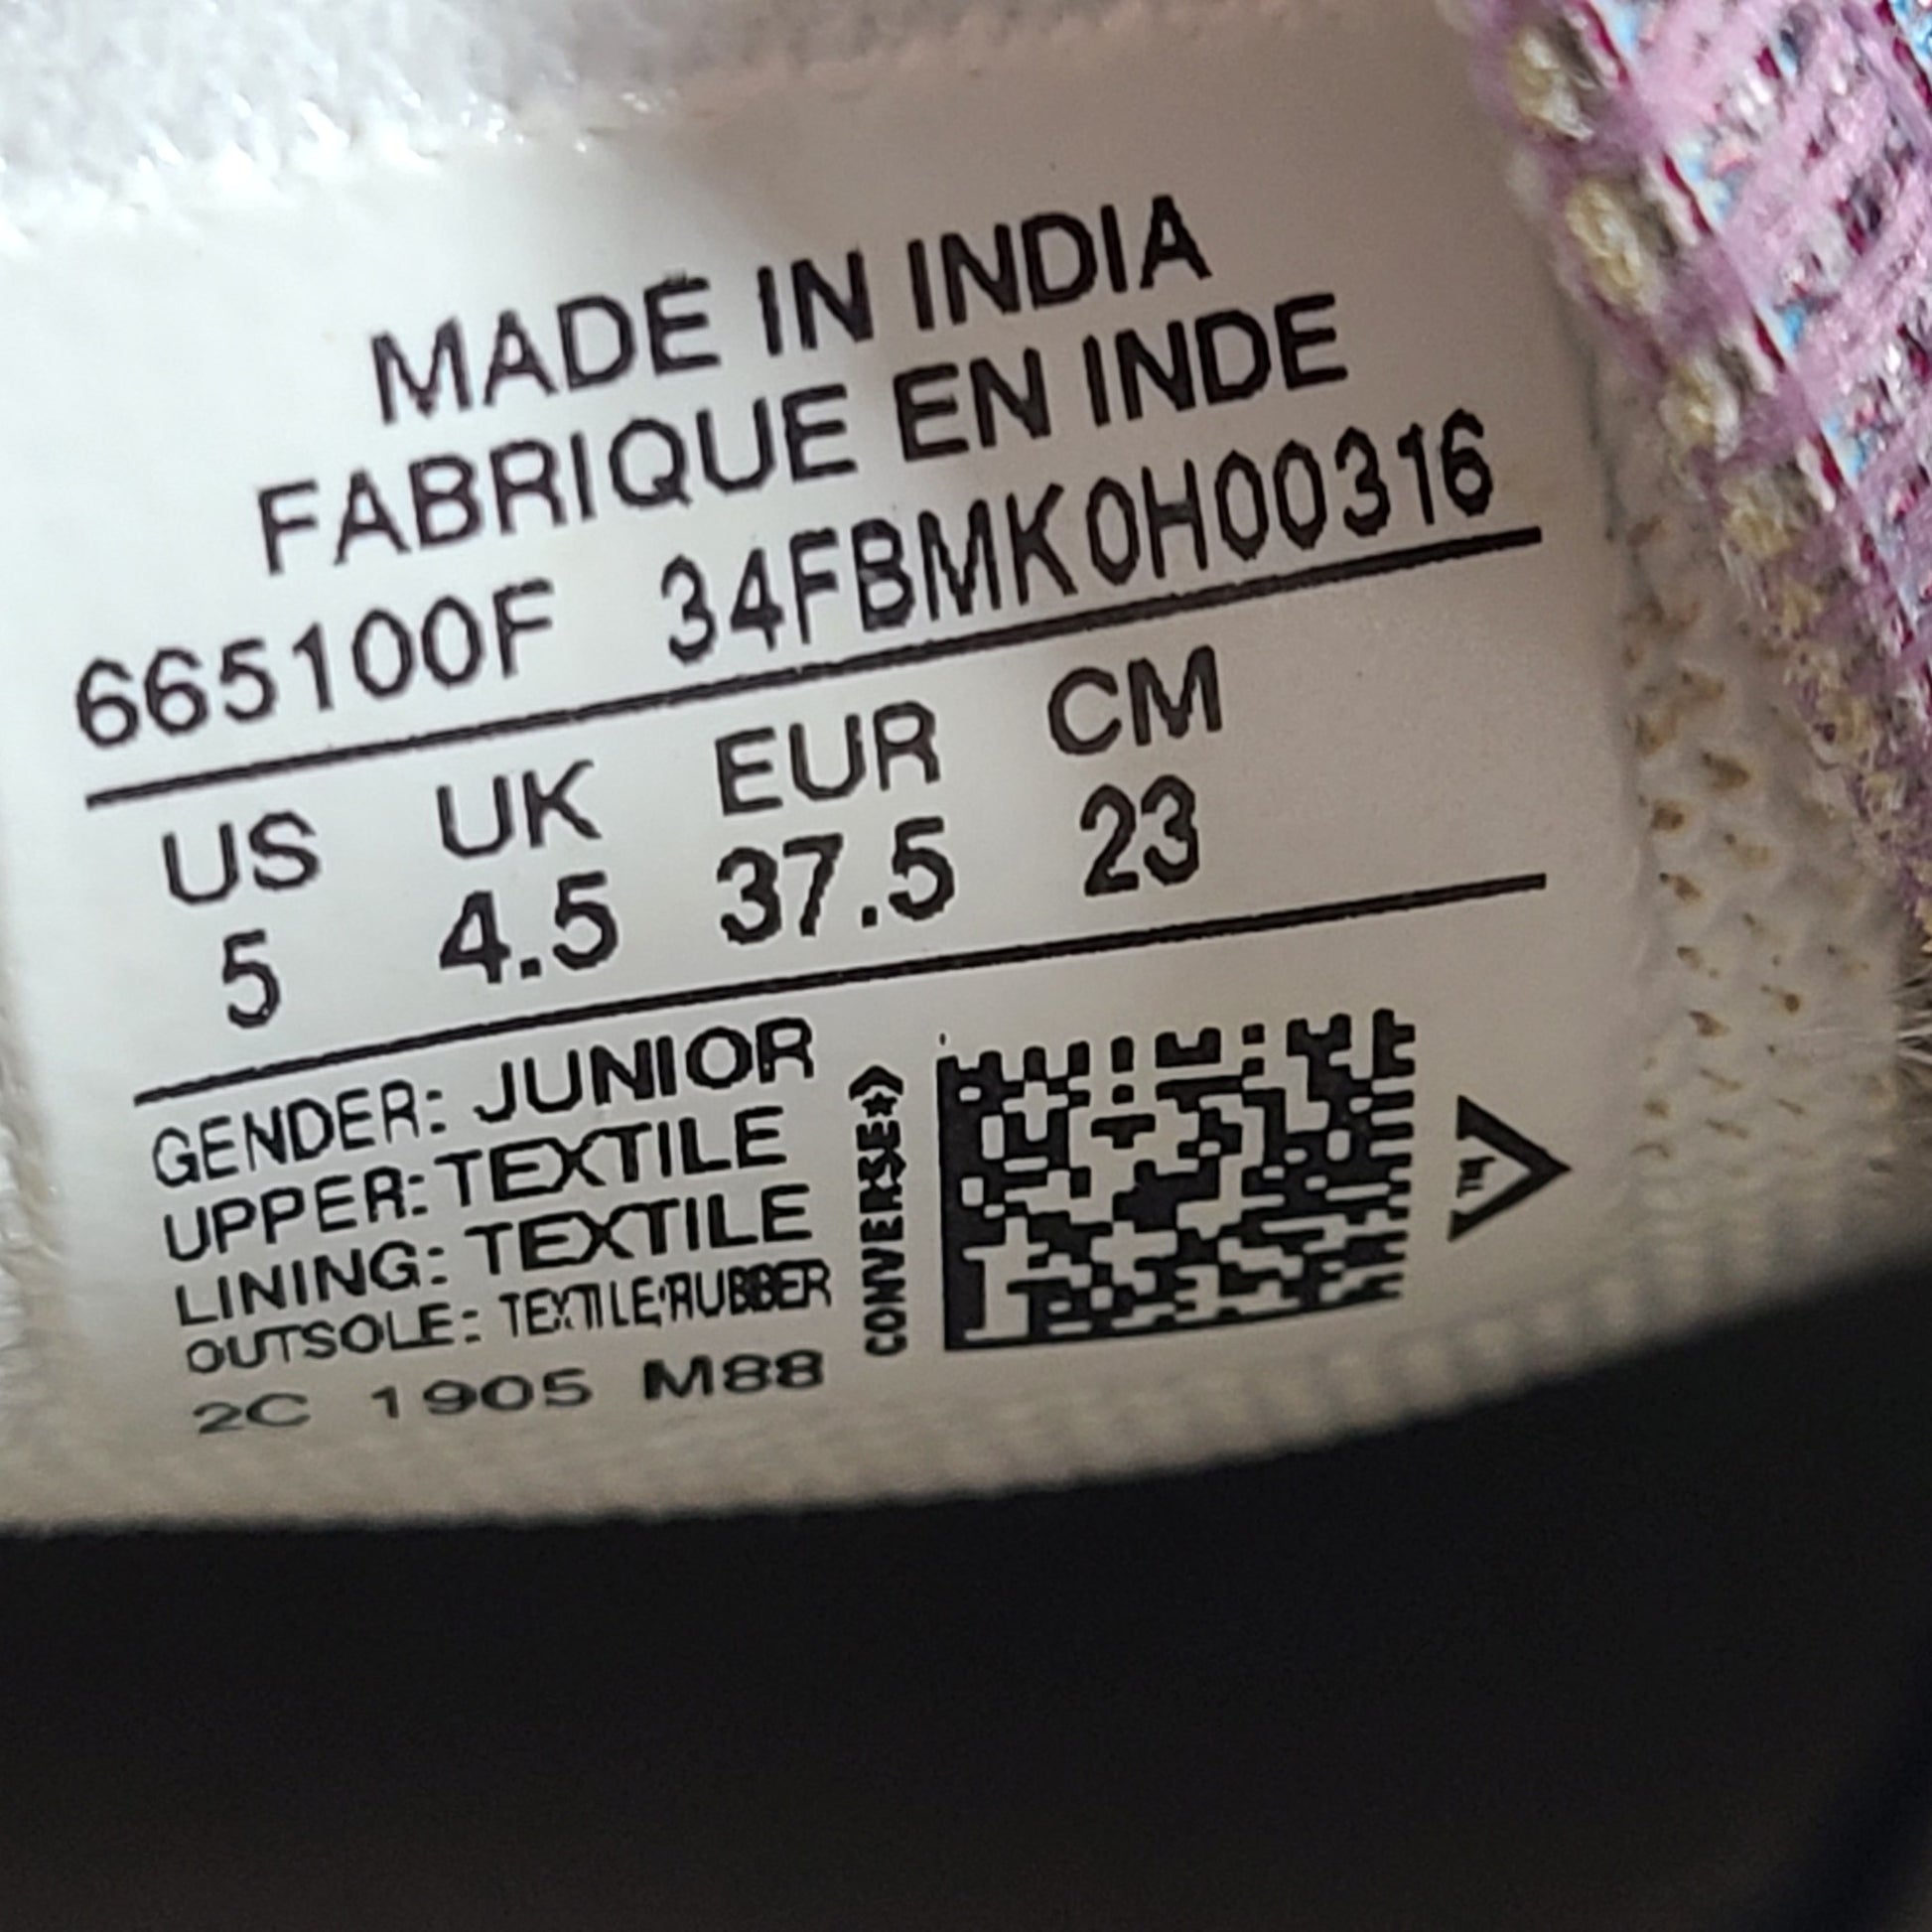 MADE IN INDIA
FABRIQUE EN INDE
665100F 34FBMK0H00316
US UK EUR CM
5 4.5 37.5 23
GENDER: JUNIOR
UPPER: TEXTILE
LINING: TEXTILE
OUTSOLE: TEXTILE/RUBBER
2C 1905 M88
CONVERSE